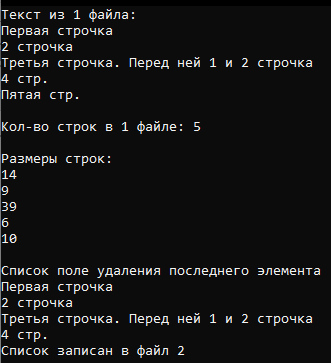 Текст из 1 файла:
Первая строчка
2 строчка
Третья строчка. Перед ней 1 и 2 строчка
4 стр.
Пятая стр.
Кол-во строк в 1 файле: 5
Размеры строк:
14
9
39
6
10
Список поле удаления последнего элемента
Первая строчка
2 строчка
Третья строчка. Перед ней 1 и 2 строчка
4 стр.
Список записан в файл 2